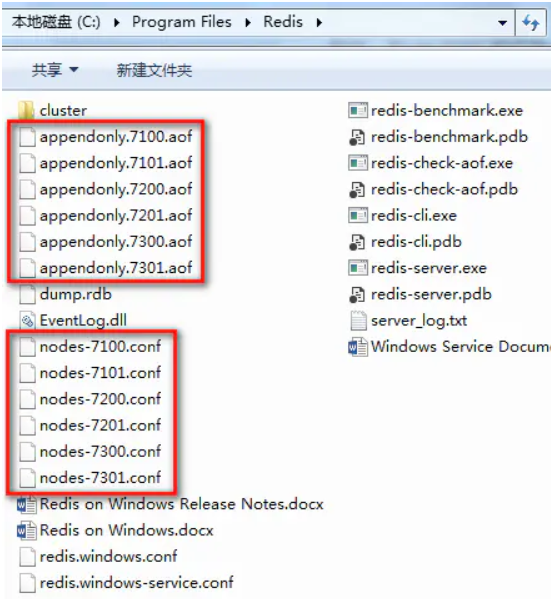 本地磁盘 (C:) Program Files Redis
共享 新建文件夹
cluster
appendonly.7100.aof
appendonly.7101.aof
appendonly.7200.aof
appendonly.7201.aof
appendonly.7300.aof
appendonly.7301.aof
dump.rdb
EventLog.dll
nodes-7100.conf
nodes-7101.conf
nodes-7200.conf
nodes-7201.conf
nodes-7300.conf
nodes-7301.conf
Redis on Windows Release Notes.docx
Redis on Windows.docx
redis.windows.conf
redis.windows-service.conf
redis-benchmark.exe
redis-benchmark.pdb
redis-check-aof.exe
redis-check-aof.pdb
redis-cli.exe
redis-cli.pdb
redis-server.exe
redis-server.pdb
server_log.txt
Windows Service Docum